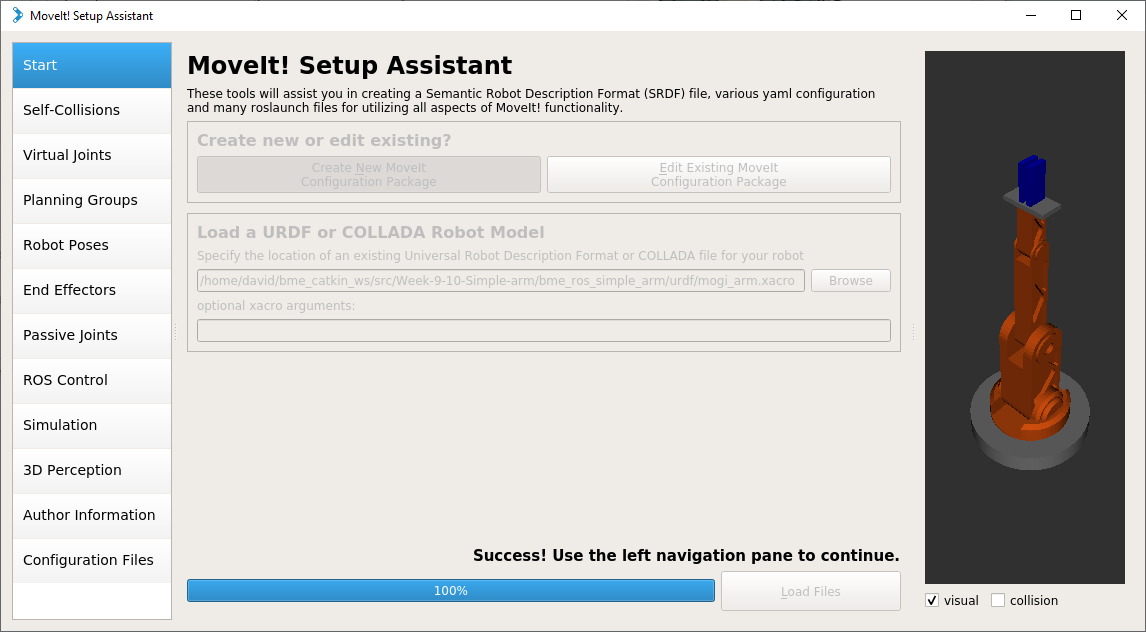 MoveIt! Setup Assistant
Start
Self-Collisions
Virtual Joints
Planning Groups
Robot Poses
End Effectors
Passive Joints
ROS Control
Simulation
3D Perception
Author Information
Configuration Files
MoveIt! Setup Assistant
These tools will assist you in creating a Semantic Robot Description Format (SRDF) file, various yaml configuration
and many roslaunch files for utilizing all aspects of MoveIt! functionality.
Create new or edit existing?
Create New MoveIt
Configuration Package
Edit Existing MoveIt
Configuration Package
Load a URDF or COLLADA Robot Model
Specify the location of an existing Universal Robot Description Format or COLLADA file for your robot
/home/david/bme_catkin_ws/src/Week-9-10-Simple-arm/bme_ros_simple_arm/urdf/mogi_arm.xacro
Browse
optional xacro arguments:
Success! Use the left navigation pane to continue.
100%
Load Files
visual
collision